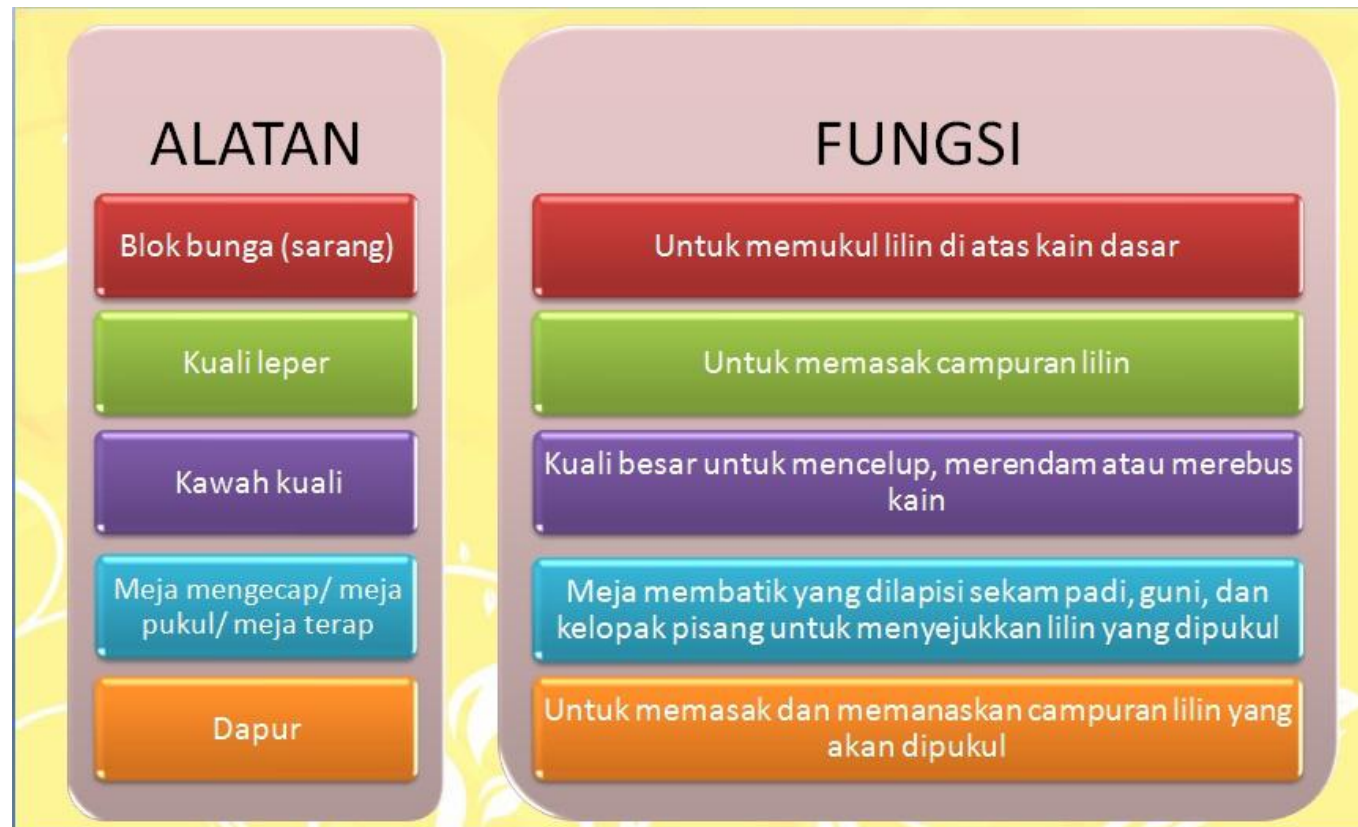 ALATAN
FUNGSI
Blok bunga (sarang)
Untuk memukul lilin di atas kain dasar
Kuali leper
Untuk memasak campuran lilin
Kawah kuali
Kuali besar untuk mencelup, merendam atau merebus
kain
Meja mengecap/ meja
pukul/ meja terap
Meja membatik yang dilapisi sekam padi, guni, dan
kelopak pisang untuk menyejukkan lilin yang dipukul
Dapur
Untuk memasak dan memanaskan campuran lilin yang
akan dipukul